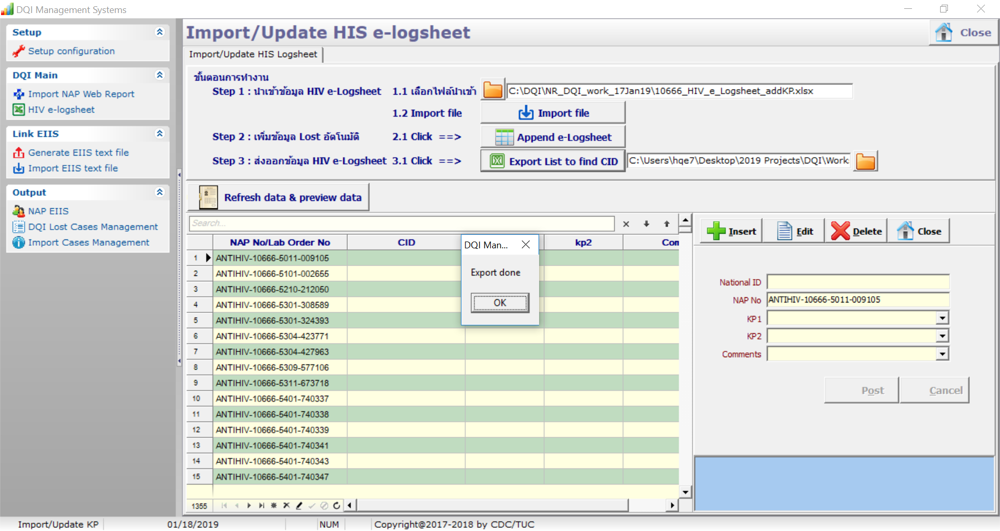 DQI Management Systems
Setup
Setup configuration
DQI Main
Import NAP Web Report
HIV e-logsheet
Link EIIS
Generate EIIS text file
Import EIIS text file
Output
NAP EIIS
DQI Lost Cases Management
Import Cases Management
Import/Update HIS e-logsheet
Close
Import/Update HIS Logsheet
ขั้นตอนการทำงาน
Step 1 : นำเข้าข้อมูล HIV e-Logsheet 1.1 เลือกไฟล์นำเข้า C:\DQI\NR_DQI_work_17Jan19\10666_HIV_e_Logsheet_addKP.xlsx
1.2 Import file Import file
Step 2 : เพิ่มข้อมูล Lost อัตโนมัติ 2.1 Click ==> Append e-Logsheet
Step 3 : ส่งออกข้อมูล HIV e-Logsheet 3.1 Click ==> Export List to find CID C:\Users\hqe7\Desktop\2019 Projects\DQI\Work
Refresh data & preview data
Search...
NAP No/Lab Order No CID kp2 Con
1 ANTIHIV-10666-5011-009105
2 ANTIHIV-10666-5101-002655
3 ANTIHIV-10666-5210-212050
4 ANTIHIV-10666-5301-308589
5 ANTIHIV-10666-5301-324393
6 ANTIHIV-10666-5304-423771
7 ANTIHIV-10666-5304-427963
8 ANTIHIV-10666-5309-577106
9 ANTIHIV-10666-5311-673718
10 ANTIHIV-10666-5401-740337
11 ANTIHIV-10666-5401-740338
12 ANTIHIV-10666-5401-740339
13 ANTIHIV-10666-5401-740341
14 ANTIHIV-10666-5401-740343
15 ANTIHIV-10666-5401-740347
1355
DQI Man...
Export done
OK
Insert Edit Delete Close
National ID
NAP No ANTIHIV-10666-5011-009105
KP1
KP2
Comments
Post Cancel
Import/Update KP 01/18/2019 NUM Copyright@2017-2018 by CDC/TUC